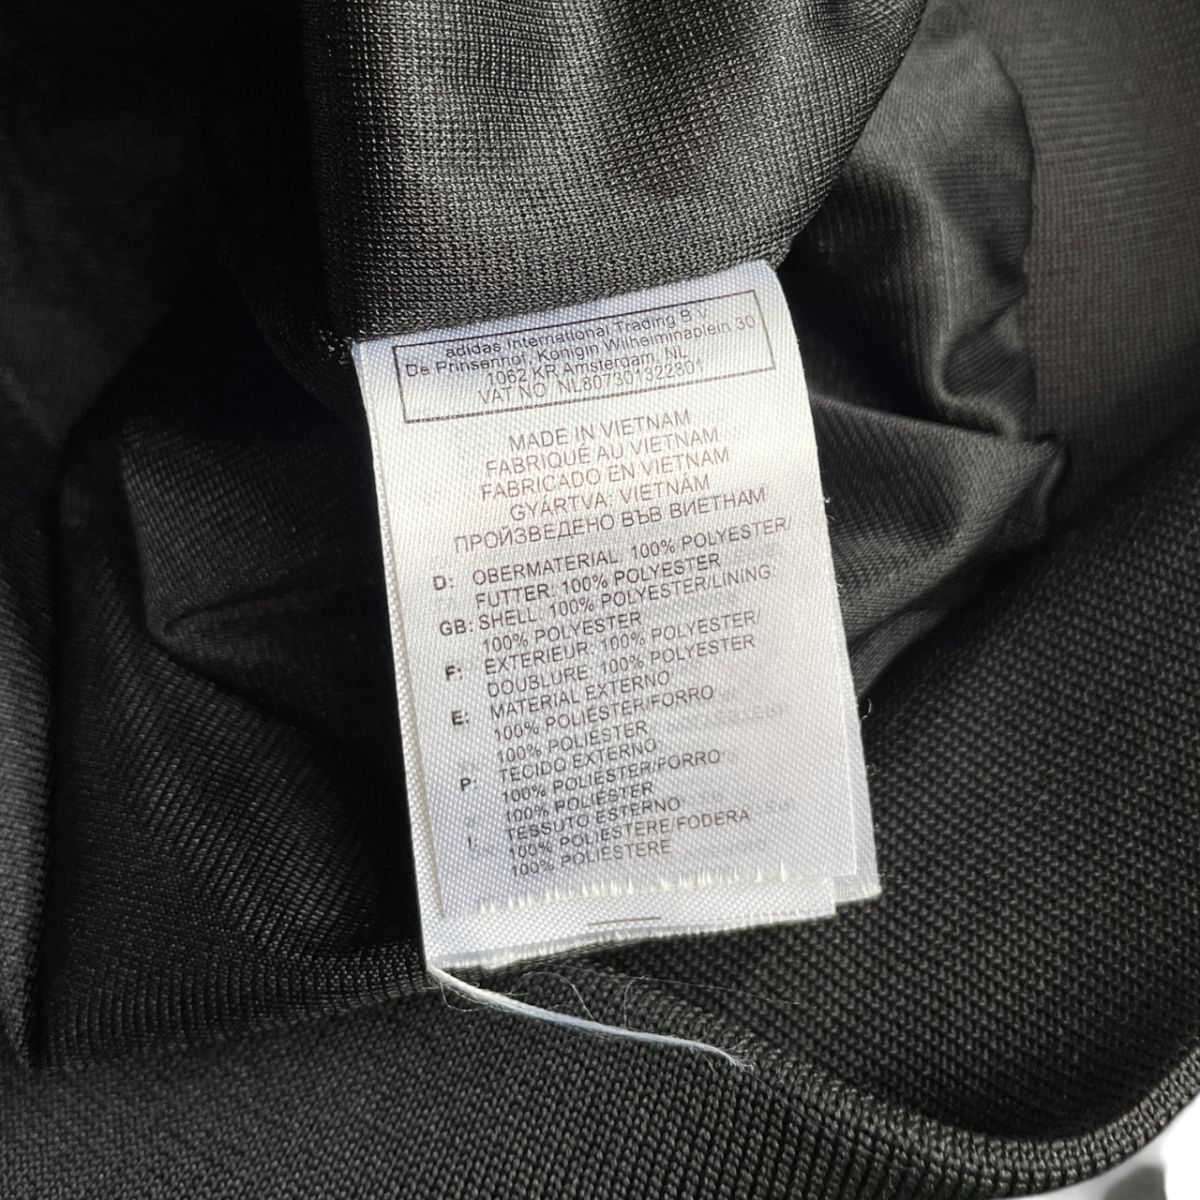 adidas International Trading B V
De Prinsenhof, Konigin Wilhelminaplein 30
1062 KR Amsterdam, NL
VAT NO NL807301322B01
MADE IN VIETNAM
FABRIQUÉ AU VIETNAM
FABRICADO EN VIETNAM
GYÁRTVA: VIETNÁM
ПРОИЗВЕДЕНО ВЪВ ВИЕТНАМ
D: OBERMATERIAL: 100% POLYESTER/
FUTTER: 100% POLYESTER
GB: SHELL: 100% POLYESTER/LINING:
100% POLYESTER
F: EXTERIEUR: 100% POLYESTER/
DOUBLURE: 100% POLYESTER
E: MATERIAL EXTERNO:
100% POLIÉSTER/FORRO
100% POLIÉSTER
P: TECIDO EXTERNO:
100% POLIÉSTER/FORRO
100% POLIÉSTER
I: TESSUTO ESTERNO
100% POLIESTERE/FODERA
100% POLIESTERE